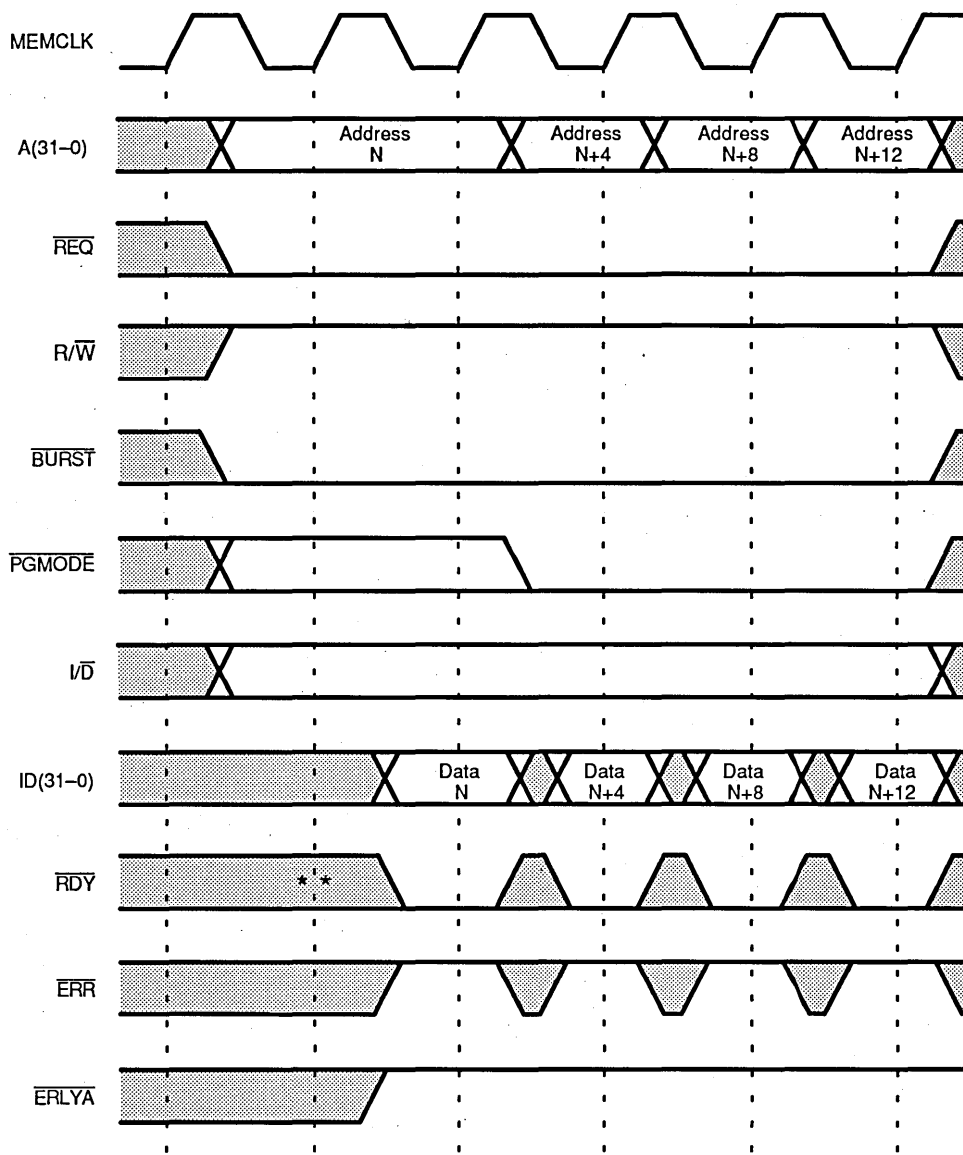 MEMCLK
A(31–0)
Address Address Address Address
N N+4 N+8 N+12
REQ
R/W
BURST
PGMODE
I/D
ID(31–0)
Data Data Data Data
N N+4 N+8 N+12
RDY
* *
ERR
ERLYA